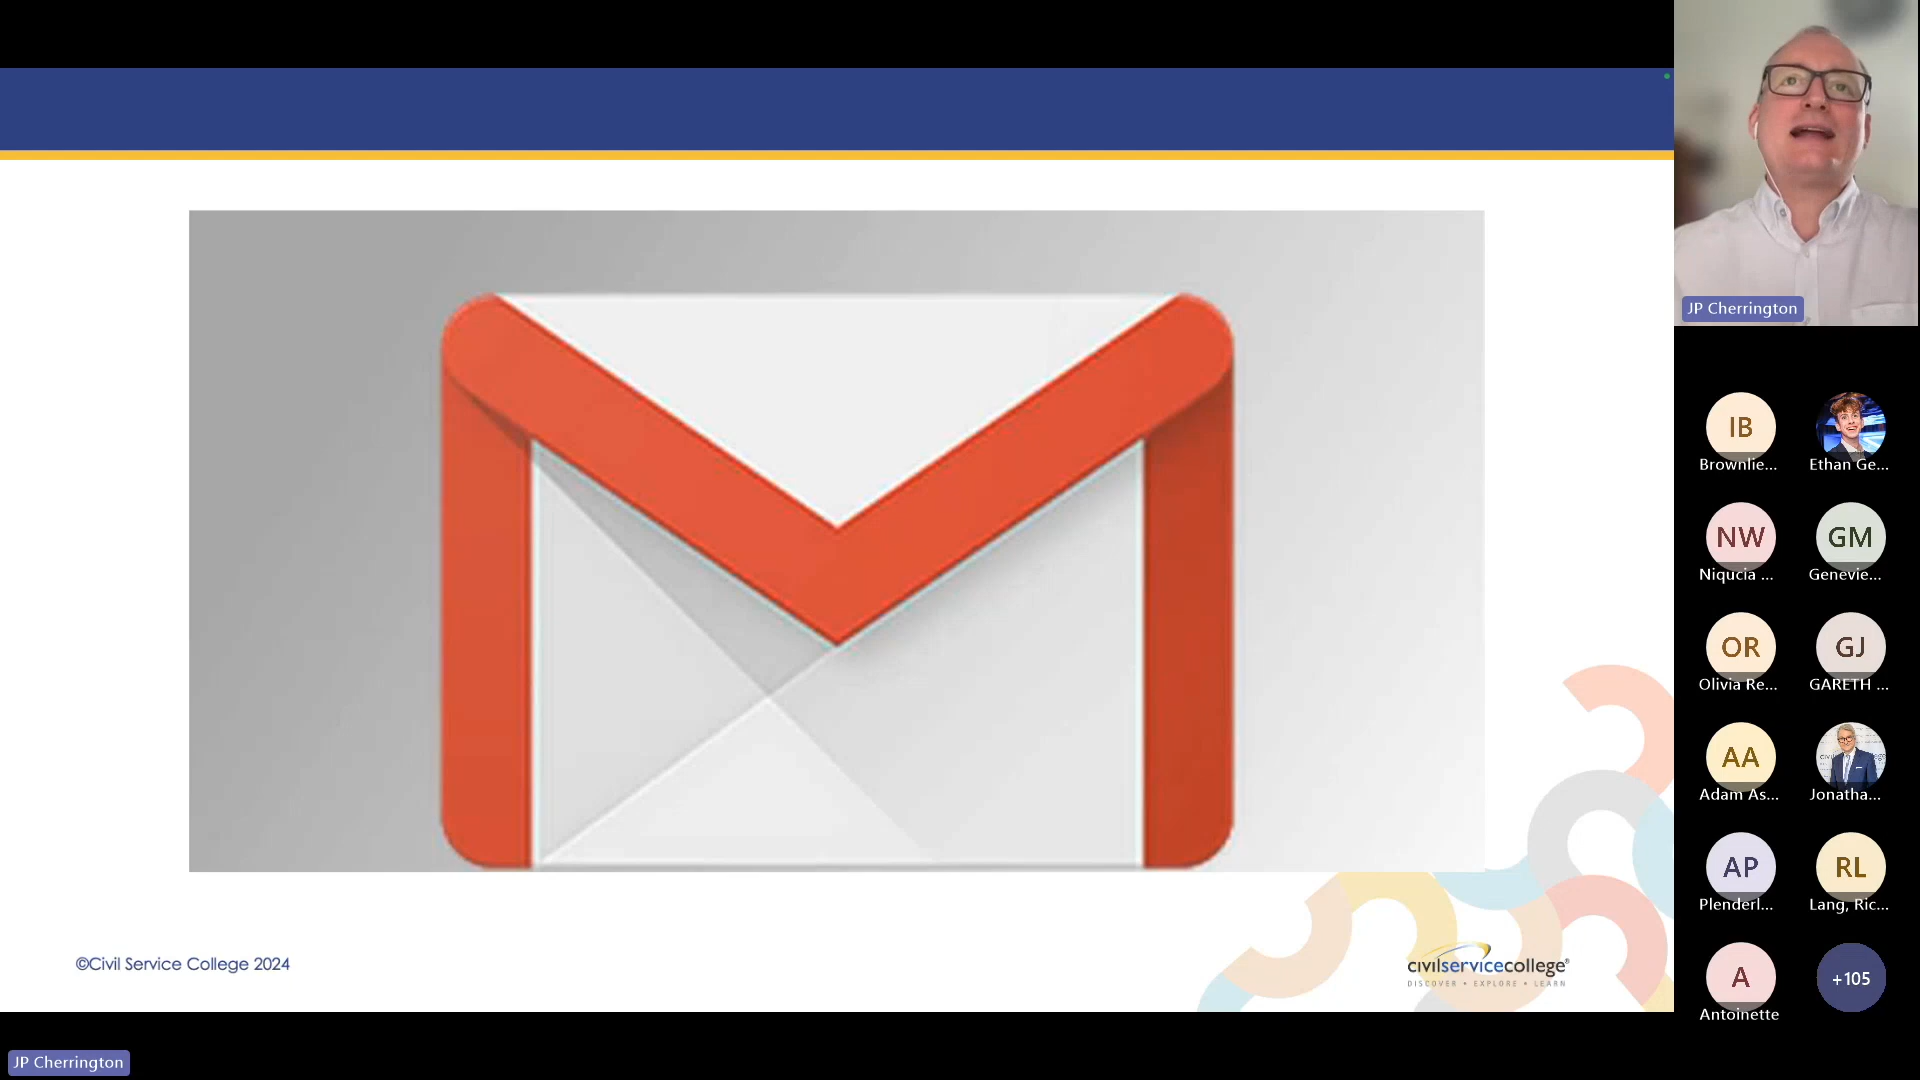 JP Cherrington
IB
Brownlie...
Ethan Ge...
NW
Niqucia ...
GM
Genevie...
OR
Olivia Re...
GJ
GARETH ...
AA
Adam As...
Jonatha...
AP
Plenderl...
RL
Lang, Ric...
A
Antoinette
+105
©Civil Service College 2024
civilservicecollege®
DISCOVER • EXPLORE • LEARN
JP Cherrington